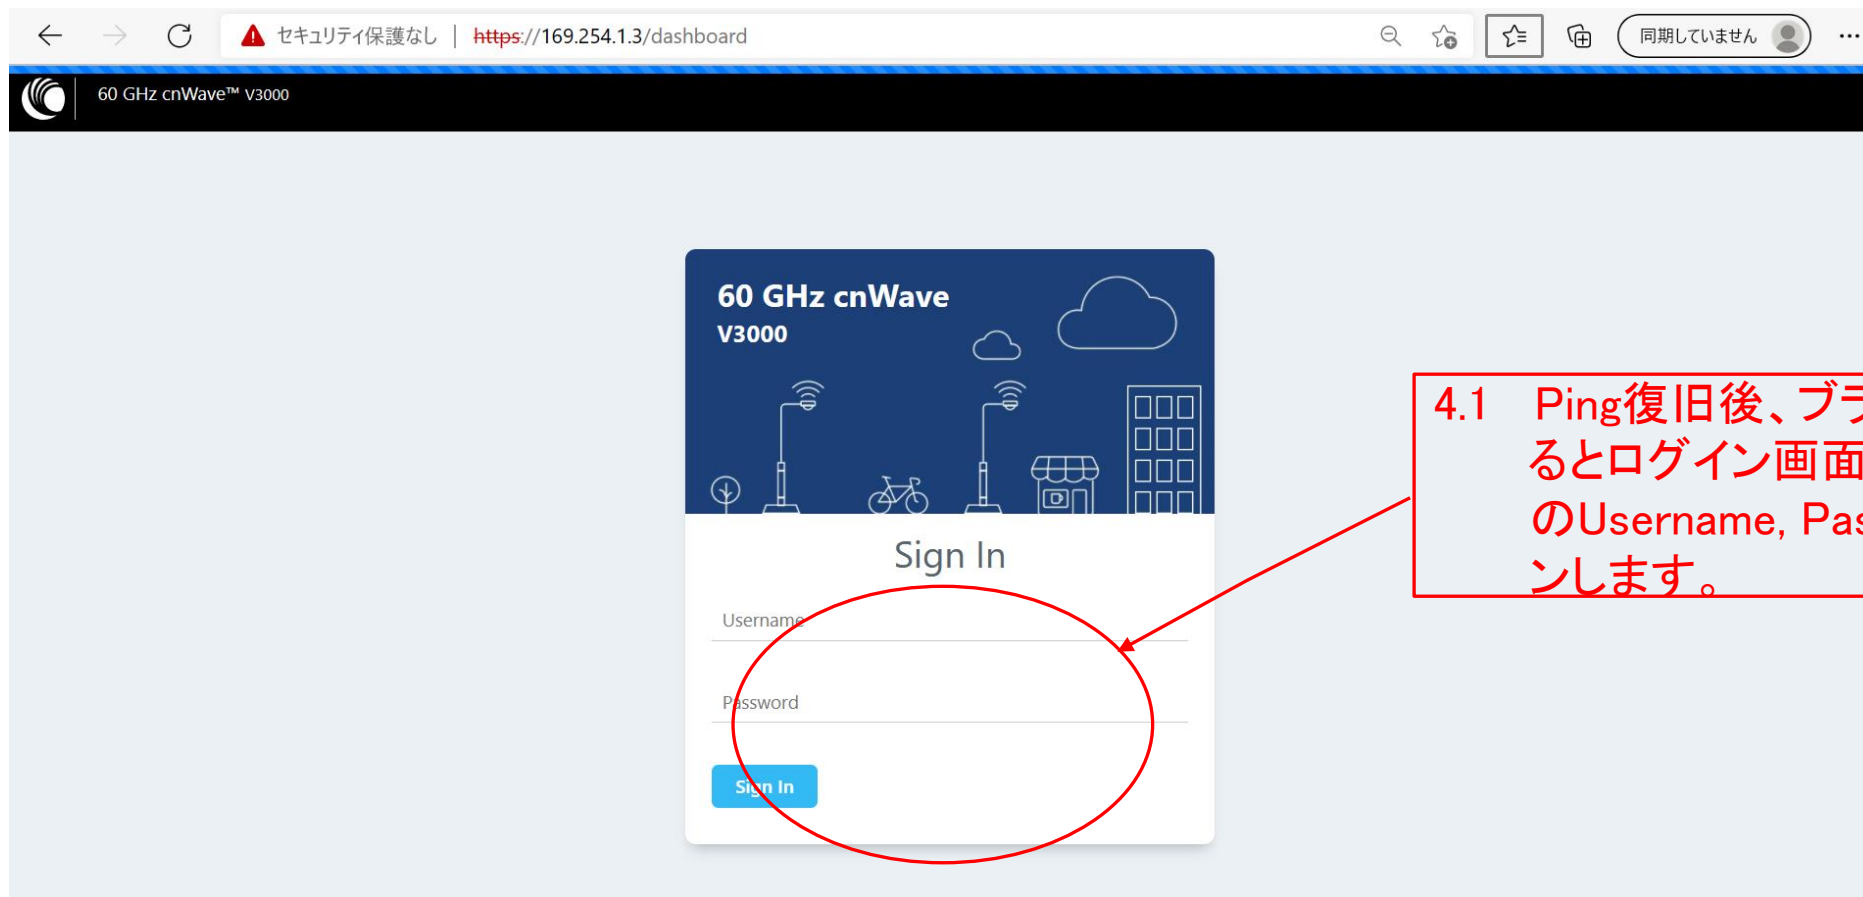 セキュリティ保護なし | https://169.254.1.3/dashboard
同期していません
60 GHz cnWave™ V3000
60 GHz cnWave
V3000
4.1 Ping復旧後、ブラ
るとログイン画面
のUsername, Pas
ンします。
Sign In
Username
Password
Sign In